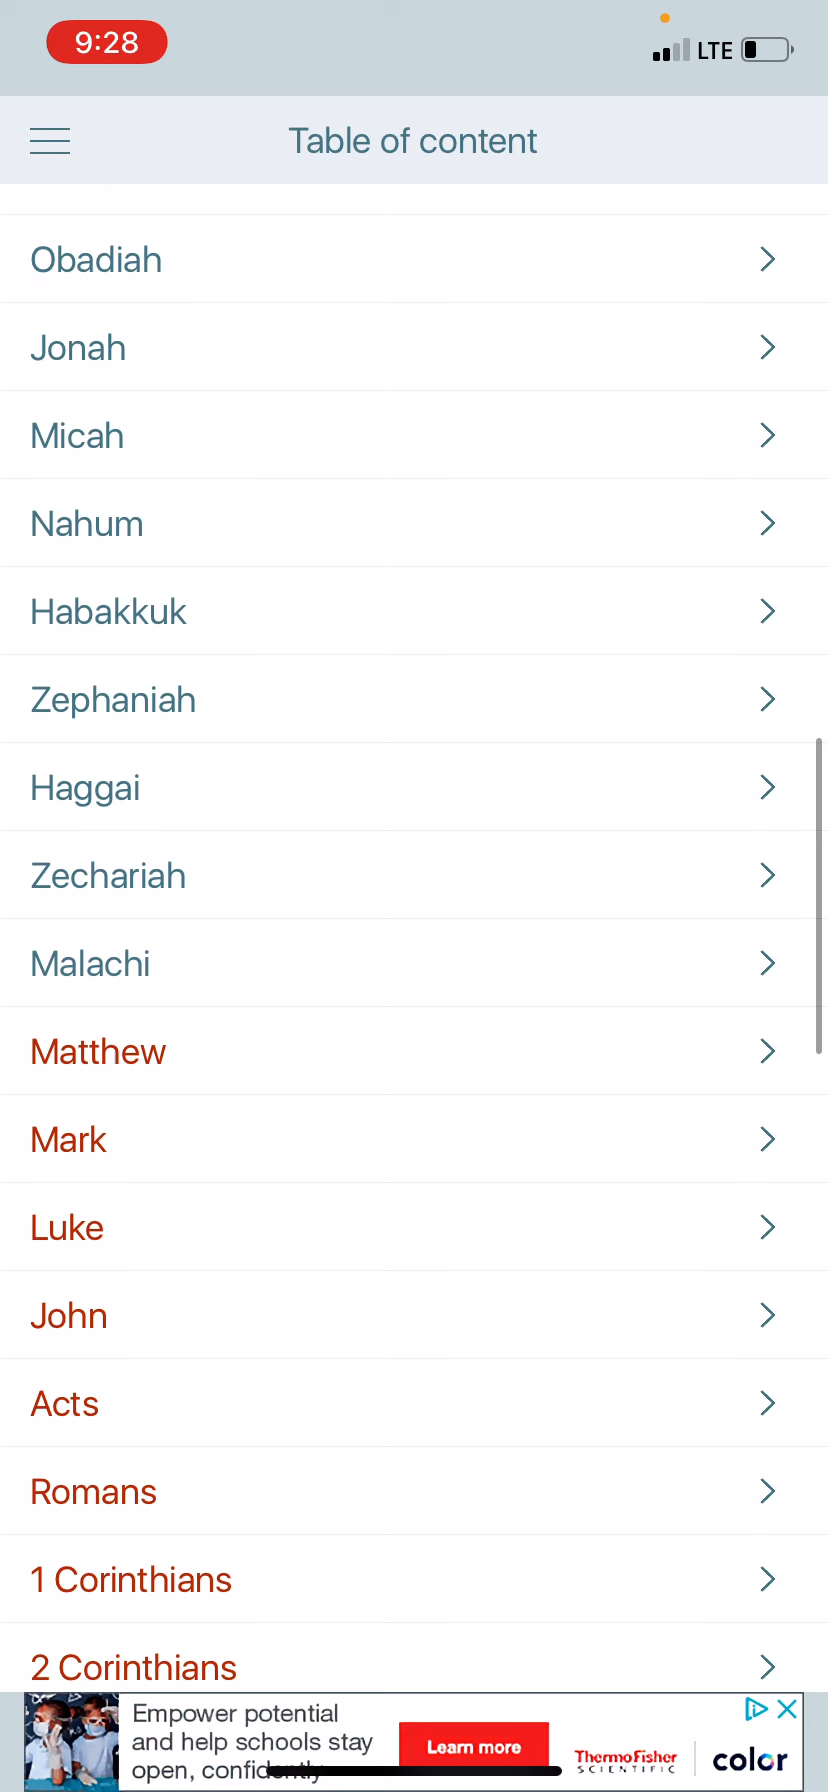 9:28
LTE
Table of content
Obadiah
Jonah
Micah
Nahum
Habakkuk
Zephaniah
Haggai
Zechariah
Malachi
Matthew
Mark
Luke
John
Acts
Romans
1 Corinthians
2 Corinthians
Empower potential
and help schools stay
open, confidently
Learn more
ThermoFisher
SCIENTIFIC
color